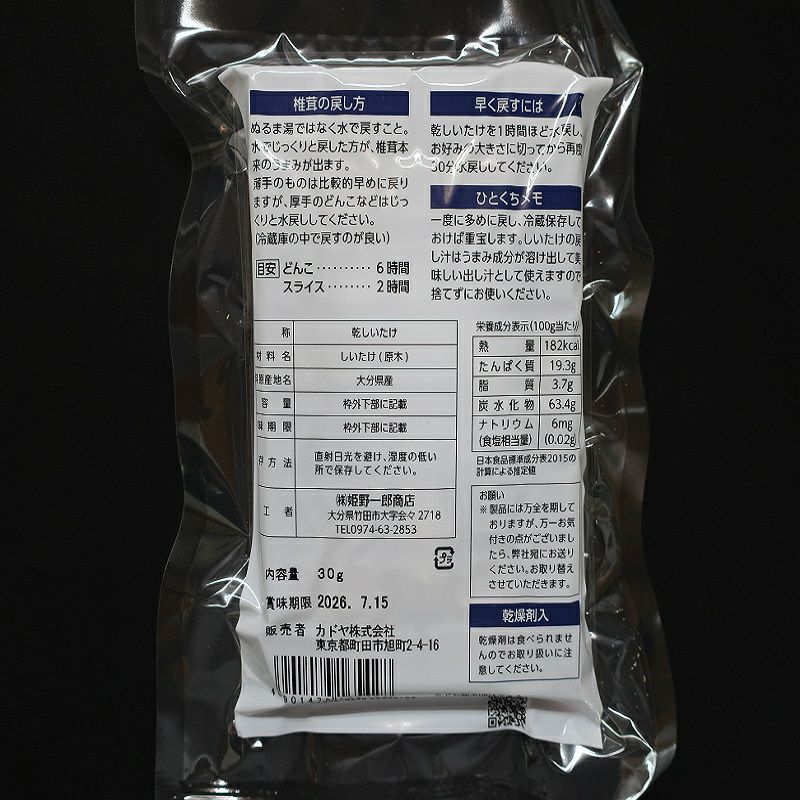 椎茸の戻し方
ぬるま湯ではなく水で戻すこと。
水でじっくりと戻した方が、椎茸本
来のうまみが出ます。
薄手のものは比較的早めに戻り
ますが、厚手のどんこなどはじっ
くりと水戻ししてください。
(冷蔵庫の中で戻すのが良い)
目安 どんこ ·········· 6時間
スライス ········ 2時間
早く戻すには
乾しいたけを1時間ほど水戻し、
お好みの大きさに切ってから再度
30分水戻ししてください。
ひとくちメモ
一度に多めに戻し、冷蔵保存して
おけば重宝します。しいたけの戻
し汁はうまみ成分が溶け出して美
味しい出し汁として使えますので
捨てずにお使いください。
称 乾しいたけ
材料名 しいたけ(原木)
原産地名 大分県産
容量 枠外下部に記載
味期限 枠外下部に記載
存方法 直射日光を避け、湿度の低い
所で保存してください。
工者 ㈱姫野一郎商店
大分県竹田市大字会々2718
TEL0974-63-2853
プラ
内容量 30g
賞味期限 2026. 7.15
販売者 カドヤ株式会社
東京都町田市旭町2-4-16
栄養成分表示(100g当たり)
熱量 182kcal
たんぱく質 19.3g
脂質 3.7g
炭水化物 63.4g
ナトリウム 6mg
(食塩相当量) (0.02g)
日本食品標準成分表2015の
計算による推定値
お願い
※製品には万全を期して
おりますが、万一お気
付きの点がございまし
たら、弊社宛にお送り
ください。お取り替え
させていただきます。
乾燥剤入
乾燥剤は食べられませ
んのでお取り扱いに注
意してください。